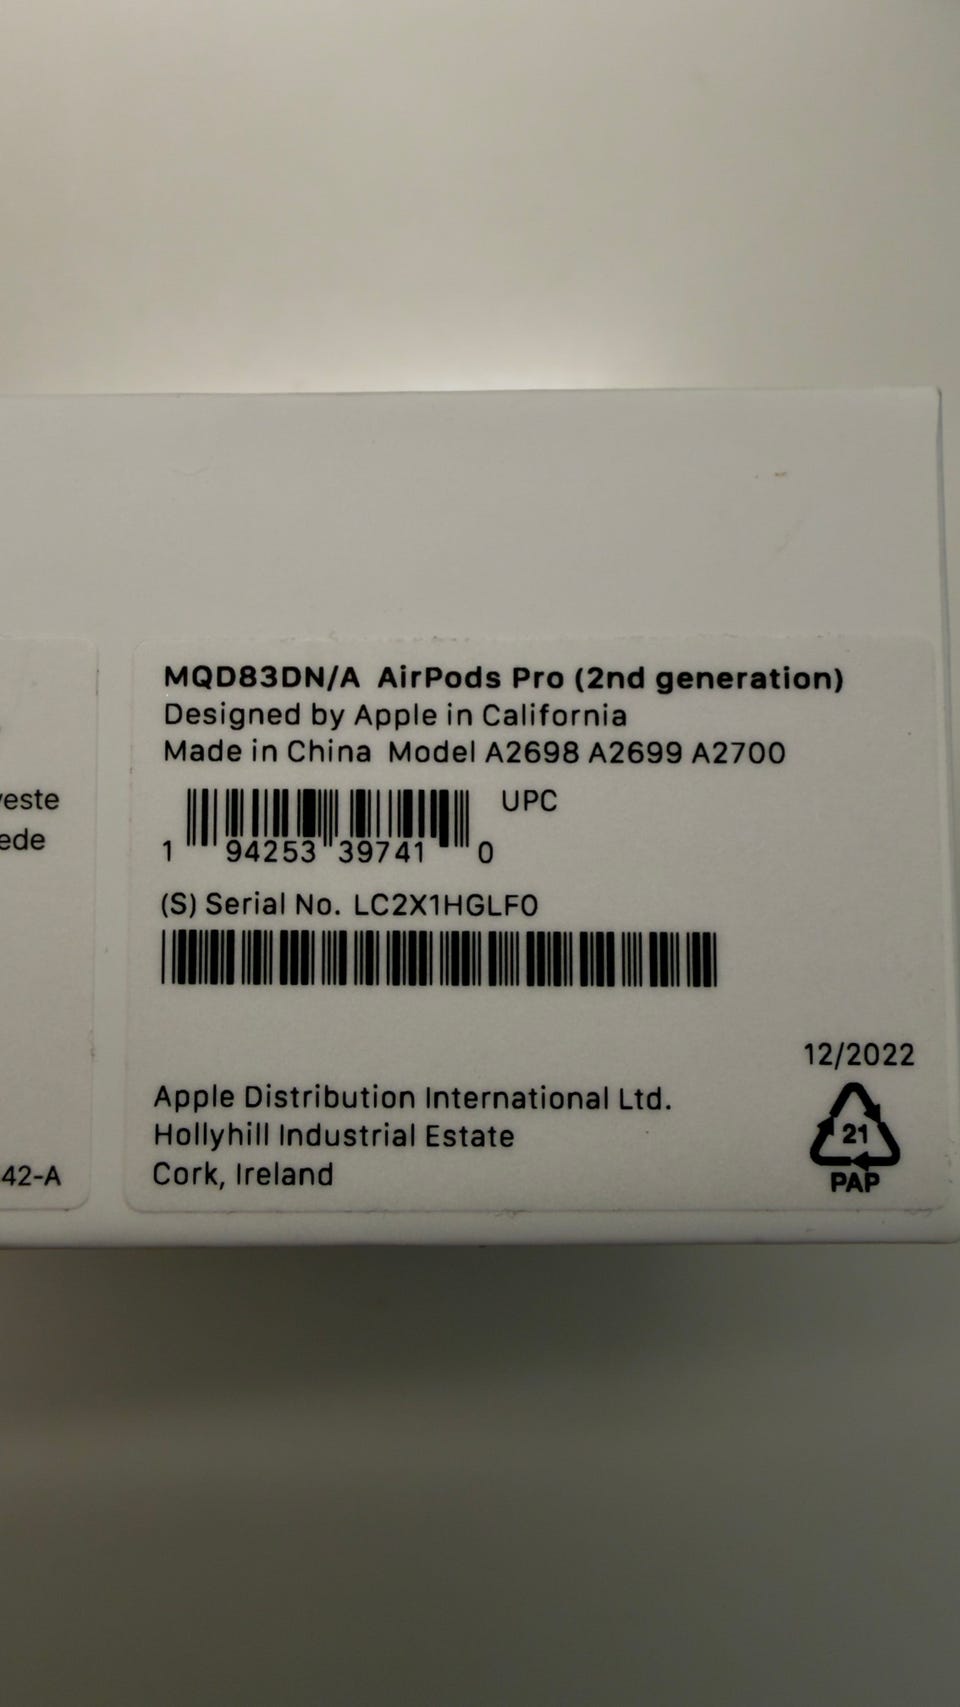 veste
ede
42-A
MQD83DN/A AirPods Pro (2nd generation)
Designed by Apple in California
Made in China Model A2698 A2699 A2700
UPC
1 94253 39741 0
(S) Serial No. LC2X1HGLF0
12/2022
Apple Distribution International Ltd.
Hollyhill Industrial Estate
Cork, Ireland
21
PAP